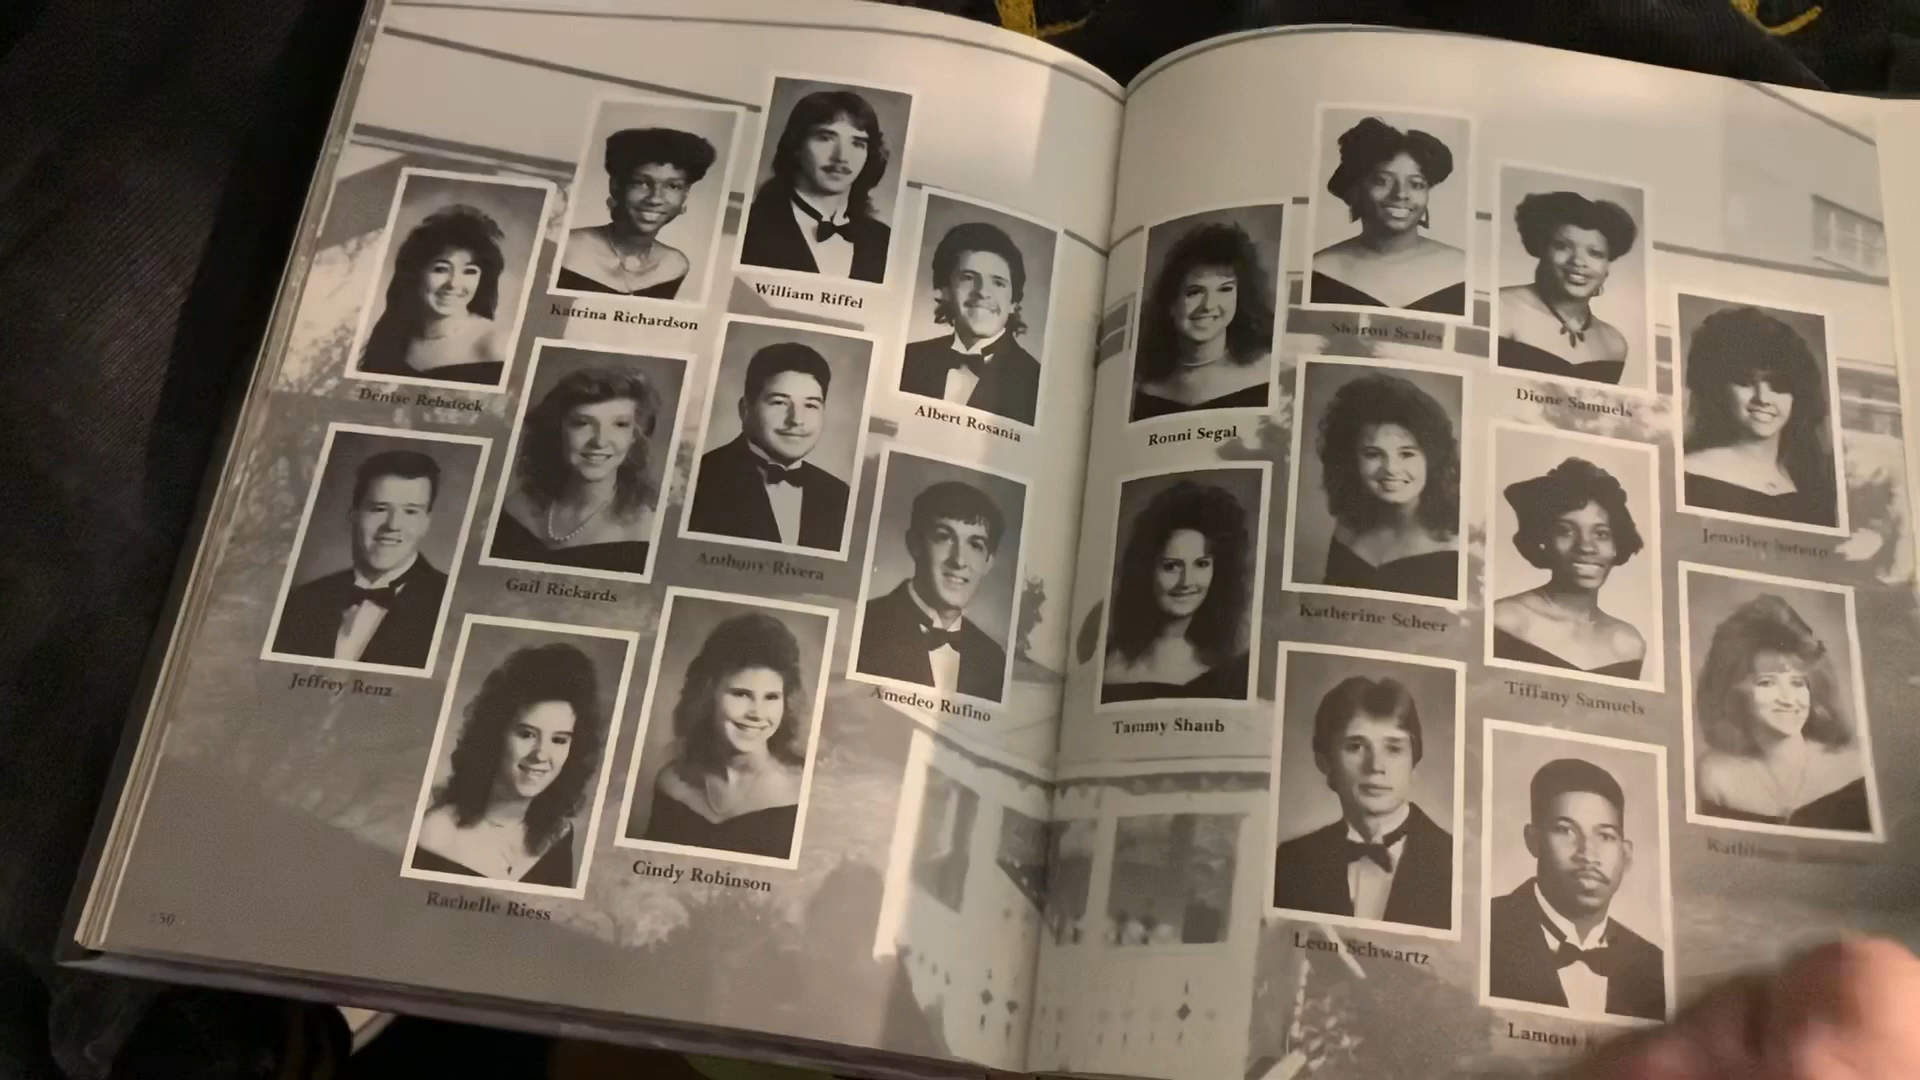 Katrina Richardson
William Riffel
Denise Rebstock
Albert Rosania
Gail Rickards
Anthony Rivera
Jeffrey Renz
Amedeo Rufino
Cindy Robinson
Rachelle Riess
50
Sharon Scales
Dione Samuels
Ronni Segal
Jennifer
Katherine Scheer
Tiffany Samuels
Tammy Shaub
Leon Schwartz